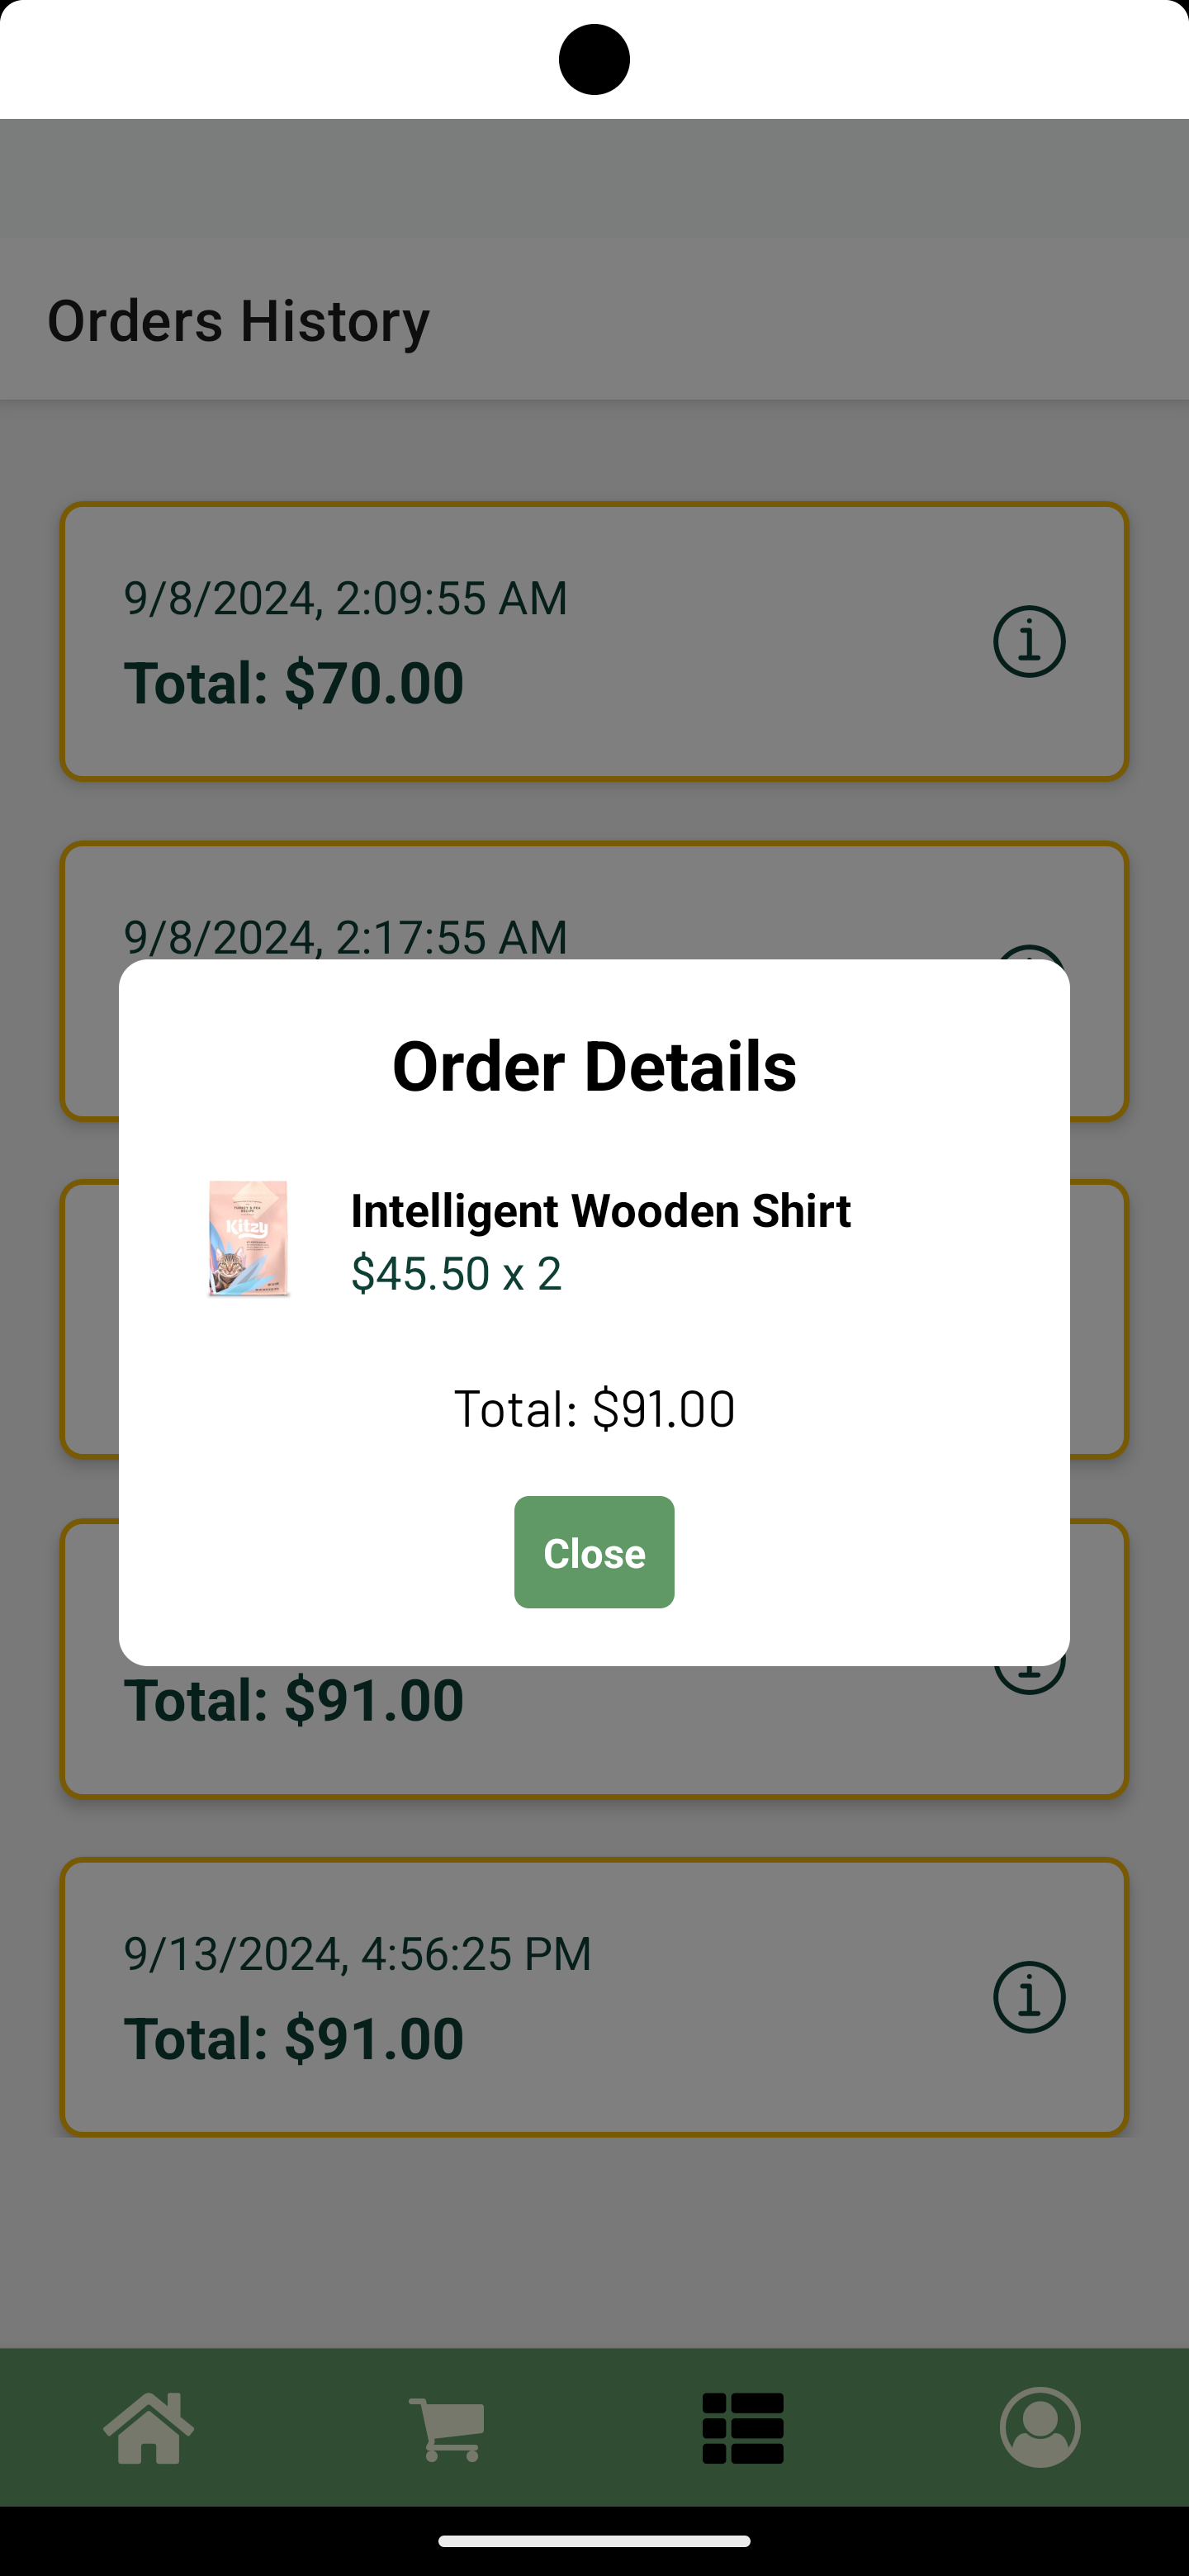 Orders History
9/8/2024, 2:09:55 AM
Total: $70.00
9/8/2024, 2:17:55 AM
Order Details
Kitzy
Intelligent Wooden Shirt
$45.50 x 2
Total: $91.00
Close
Total: $91.00
9/13/2024, 4:56:25 PM
Total: $91.00